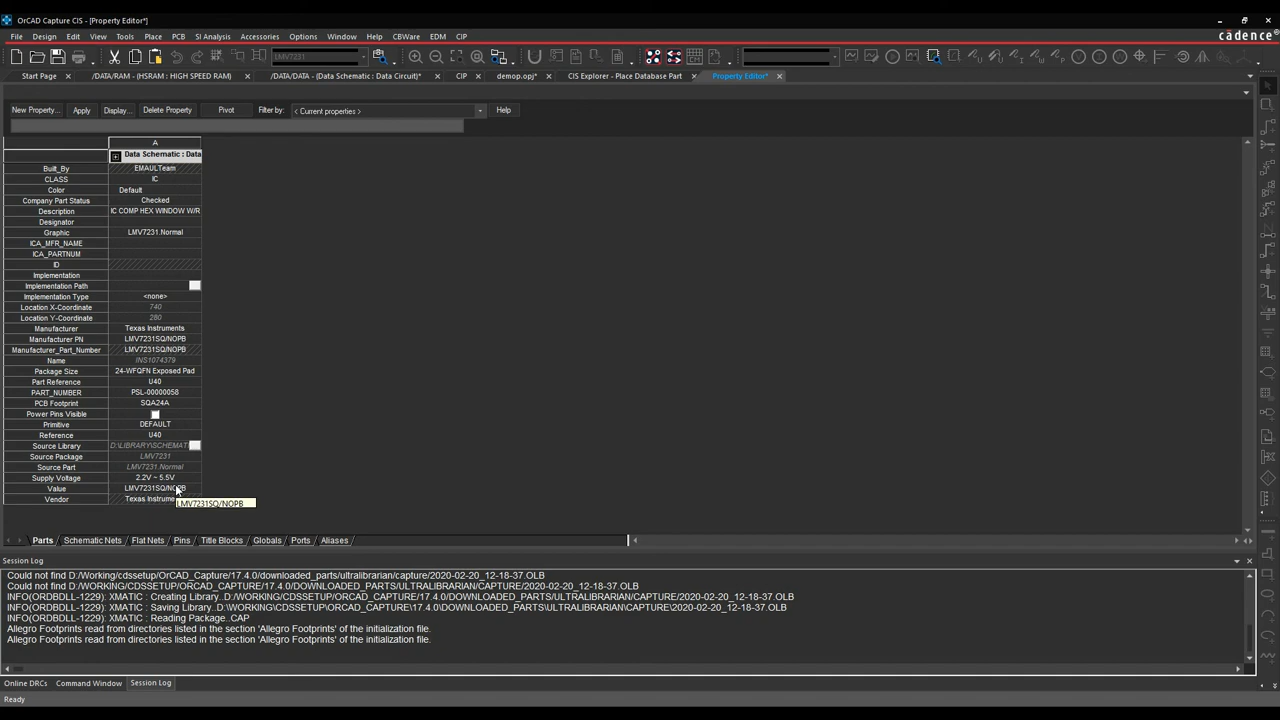 OrCAD Capture CIS - [Property Editor*]
File Design Edit View Tools Place PCB SI Analysis Accessories Options Window Help CBWare EDM CIP
cadence
LMV7231
Start Page /DATA/RAM - (HSRAM : HIGH SPEED RAM) /DATA/DATA - (Data Schematic : Data Circuit)* CIP demop.opj* CIS Explorer - Place Database Part Property Editor*
New Property... Apply Display... Delete Property Pivot Filter by: < Current properties > Help
A
Data Schematic : Data
Built_By EMAULTeam
CLASS IC
Color Default
Company Part Status Checked
Description IC COMP HEX WINDOW W/R
Designator
Graphic LMV7231.Normal
ICA_MFR_NAME
ICA_PARTNUM
ID
Implementation
Implementation Path
Implementation Type <none>
Location X-Coordinate 740
Location Y-Coordinate 280
Manufacturer Texas Instruments
Manufacturer PN LMV7231SQ/NOPB
Manufacturer_Part_Number LMV7231SQ/NOPB
Name INS1074379
Package Size 24-WFQFN Exposed Pad
Part Reference U40
PART_NUMBER PSL-00000058
PCB Footprint SQA24A
Power Pins Visible
Primitive DEFAULT
Reference U40
Source Library D:\LIBRARY\SCHEMAT
Source Package LMV7231
Source Part LMV7231.Normal
Supply Voltage 2.2V ~ 5.5V
Value LMV7231SQ/NOPB
Vendor Texas Instrume
LMV7231SQ/NOPB
Parts Schematic Nets Flat Nets Pins Title Blocks Globals Ports Aliases
Session Log
Could not find D:/Working/cdssetup/OrCAD_Capture/17.4.0/downloaded_parts/ultralibrarian/capture/2020-02-20_12-18-37.OLB
Could not find D:/WORKING/CDSSETUP/ORCAD_CAPTURE/17.4.0/DOWNLOADED_PARTS/ULTRALIBRARIAN/CAPTURE/2020-02-20_12-18-37.OLB
INFO(ORDBDLL-1229): XMATIC : Creating Library..D:/WORKING/CDSSETUP/ORCAD_CAPTURE/17.4.0/DOWNLOADED_PARTS/ULTRALIBRARIAN/CAPTURE/2020-02-20_12-18-37.OLB
INFO(ORDBDLL-1229): XMATIC : Saving Library..D:\WORKING\CDSSETUP\ORCAD_CAPTURE\17.4.0\DOWNLOADED_PARTS\ULTRALIBRARIAN\CAPTURE\2020-02-20_12-18-37.OLB
INFO(ORDBDLL-1229): XMATIC : Reading Package..CAP
Allegro Footprints read from directories listed in the section 'Allegro Footprints' of the initialization file.
Allegro Footprints read from directories listed in the section 'Allegro Footprints' of the initialization file.
Online DRCs Command Window Session Log
Ready